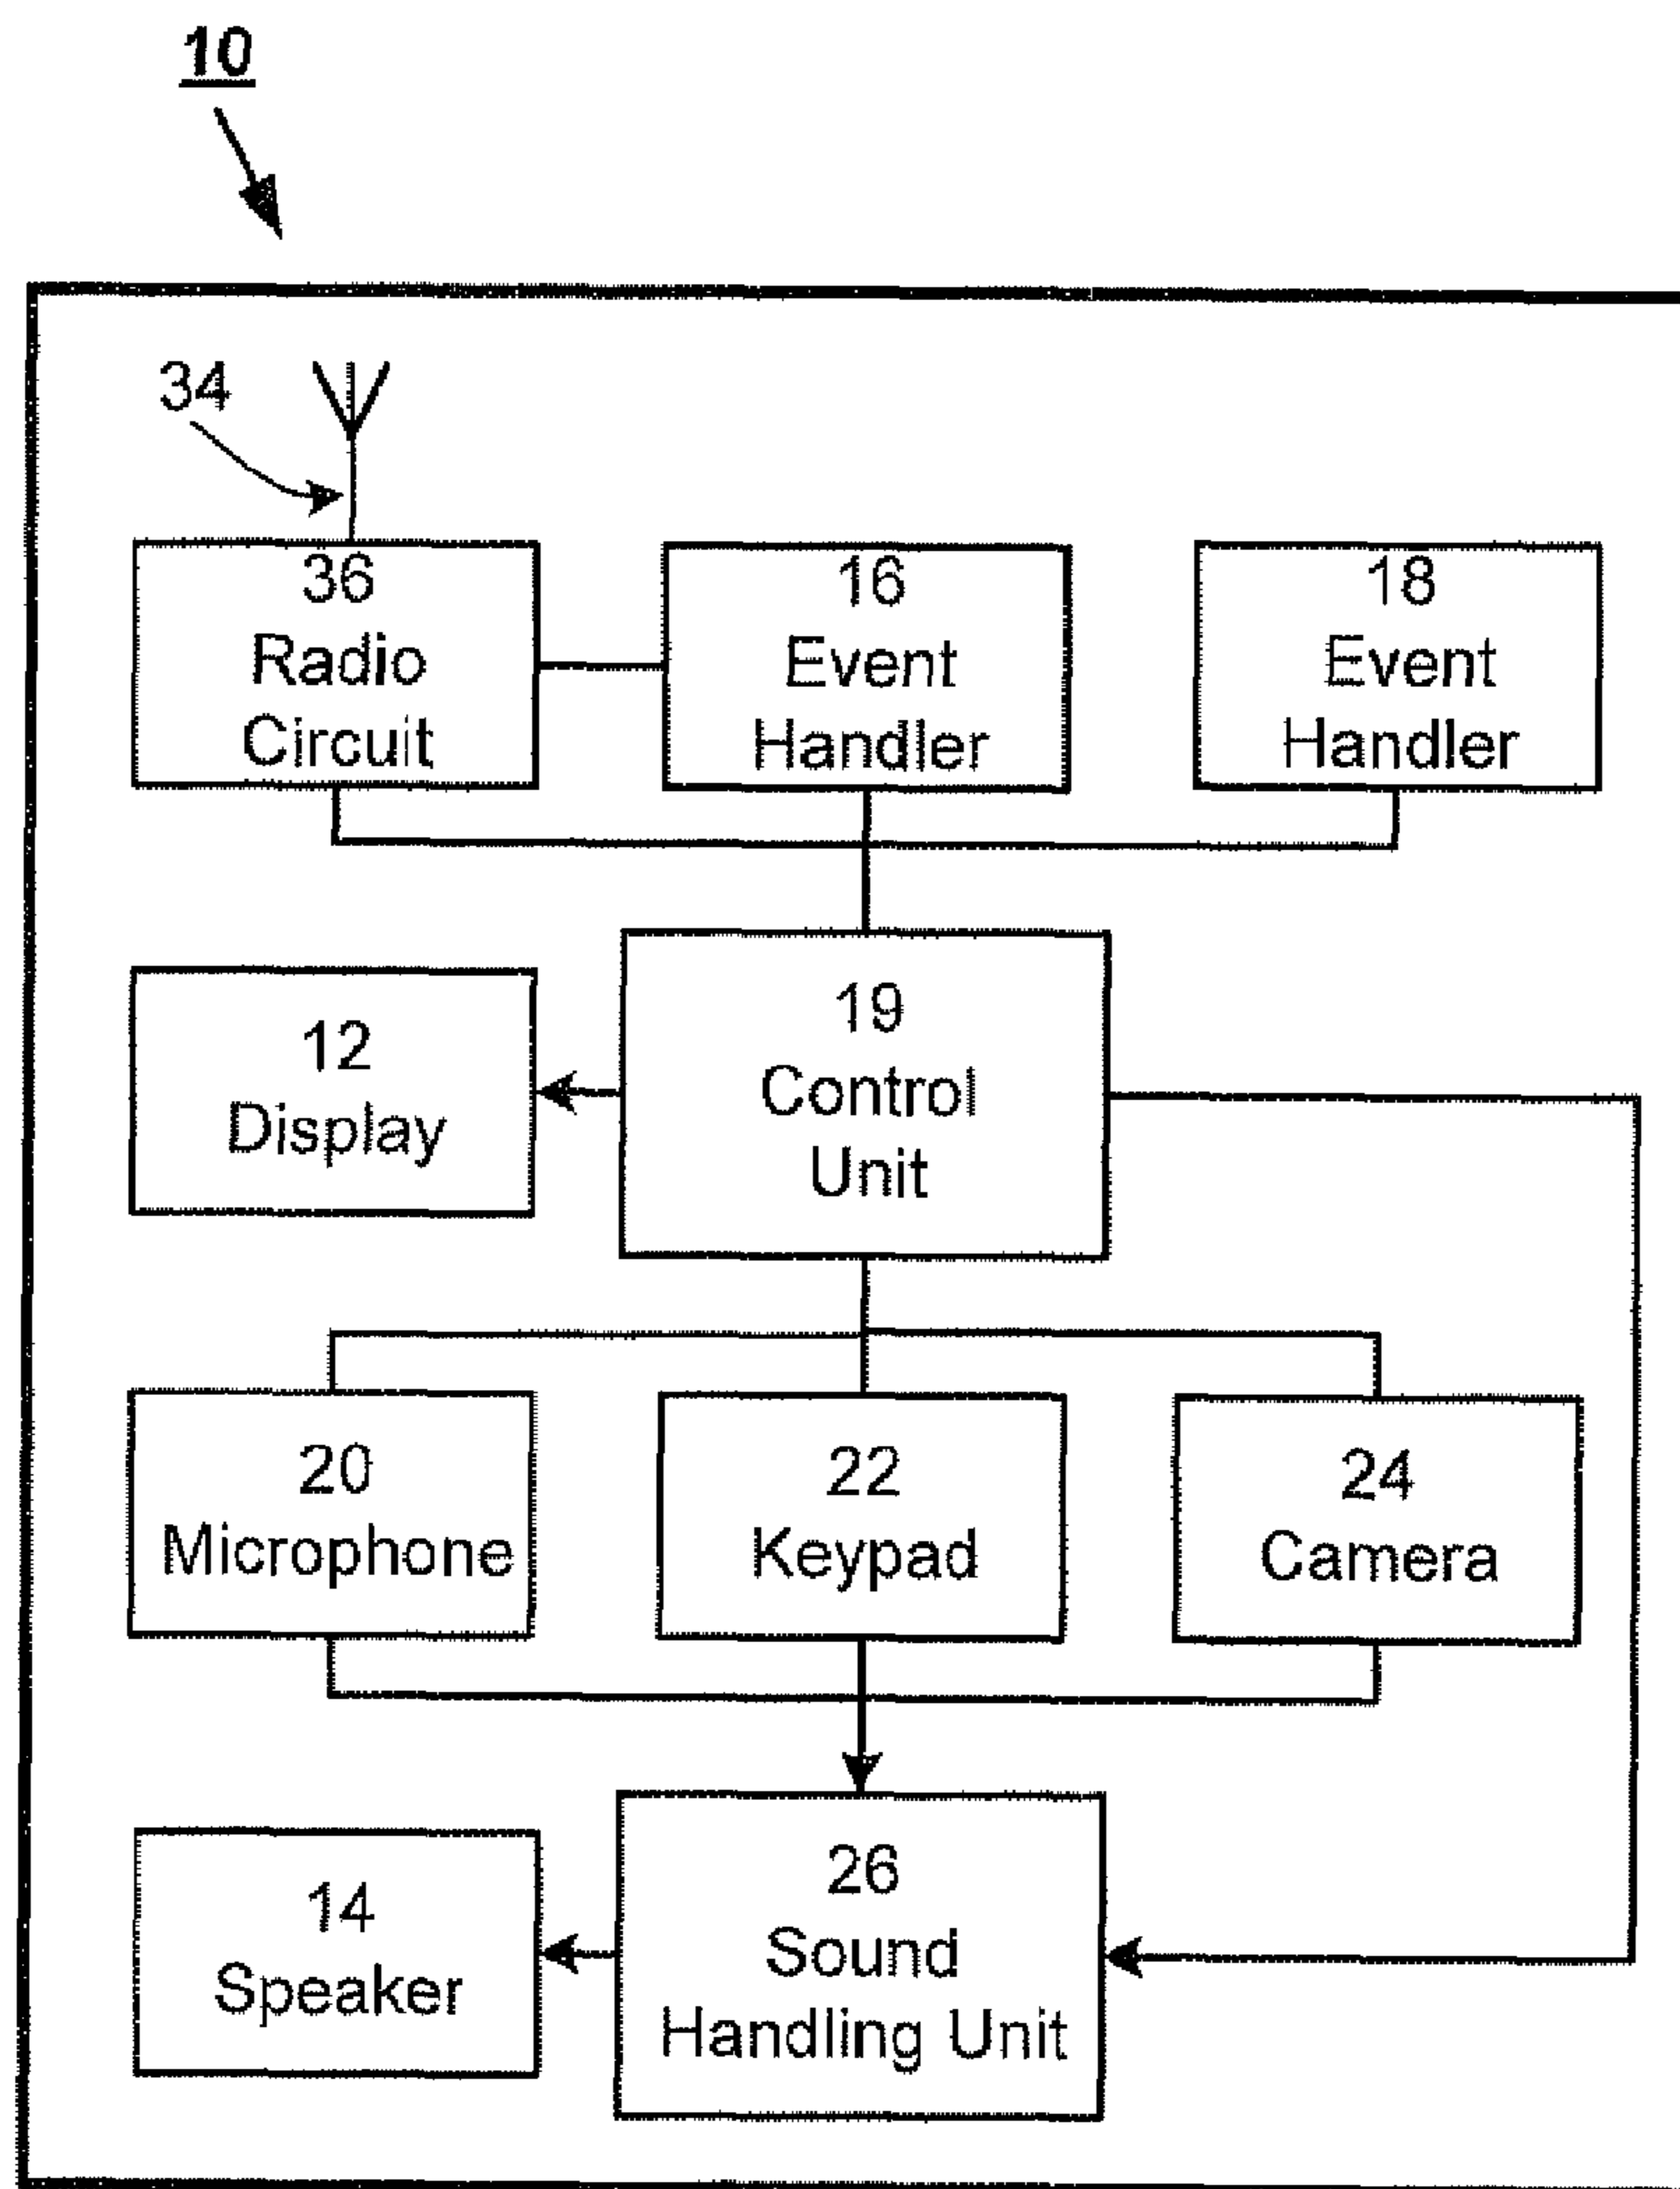 10
34
36
Radio
Circuit
16
Event
Handler
18
Event
Handler
12
Display
19
Control
Unit
20
Microphone
22
Keypad
24
Camera
14
Speaker
26
Sound
Handling Unit